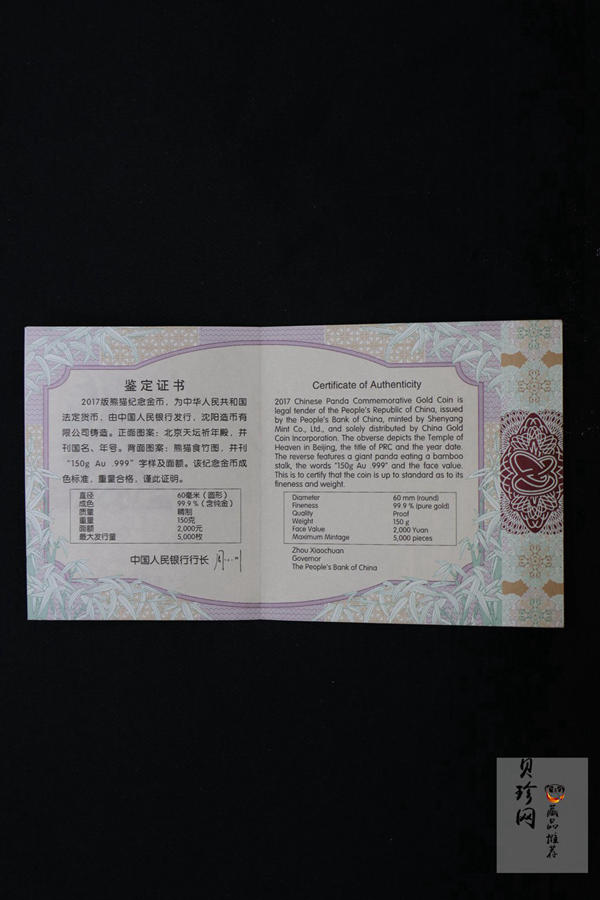 鉴定证书
2017版熊猫纪念金币，为中华人民共和国
法定货币，由中国人民银行发行，沈阳造币有
限公司铸造。正面图案：北京天坛祈年殿，并
刊国名、年号。背面图案：熊猫食竹图，并刊
“150g Au .999”字样及面额。该纪念金币成
色标准，重量合格，谨此证明。
直径 60毫米（圆形）
成色 99.9％（含纯金）
质量 精制
重量 150克
面额 2,000元
最大发行量 5,000枚
中国人民银行行长
Certificate of Authenticity
2017 Chinese Panda Commemorative Gold Coin is
legal tender of the People's Republic of China, issued
by the People's Bank of China, minted by Shenyang
Mint Co., Ltd., and solely distributed by China Gold
Coin Incorporation. The obverse depicts the Temple of
Heaven in Beijing, the title of PRC and the year date.
The reverse features a giant panda eating a bamboo
stalk, the words "150g Au .999" and the face value.
This is to certify that the coin is up to standard as to its
fineness and weight.
Diameter 60 mm (round)
Fineness 99.9 % (pure gold)
Quality Proof
Weight 150 g
Face Value 2,000 Yuan
Maximum Mintage 5,000 pieces
Zhou Xiaochuan
Governor
The People's Bank of China
贝珍网
藏品推荐